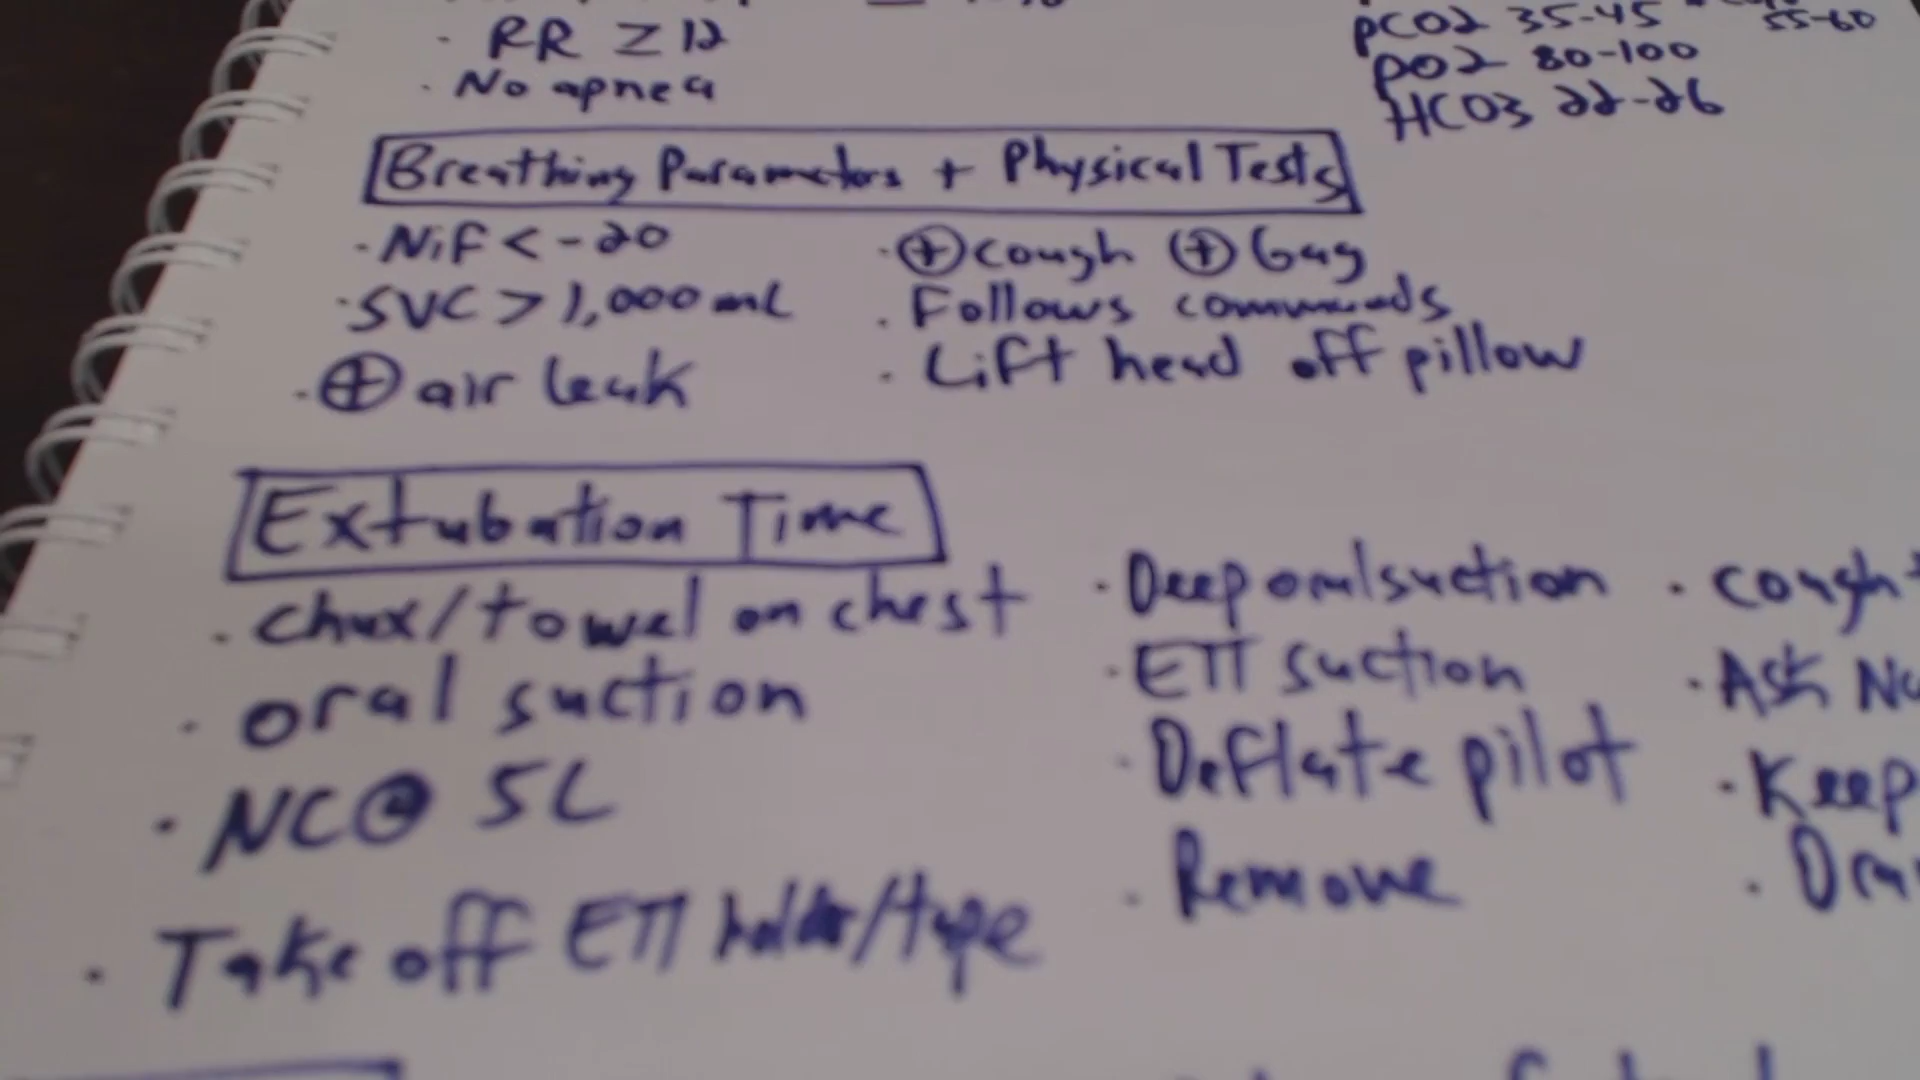 · RR ≥ 12
· No apnea
pCO2 35-45
55-60
pO2 80-100
HCO3 22-26
Breathing Parameters + Physical Tests
· NiF < -20
· SVC > 1,000 mL
· ⊕ air leak
· ⊕ cough ⊕ Gag
· Follows commands
· Lift head off pillow
Extubation Time
· Chux/towel on chest
· oral suction
· NC @ 5L
· Take off ETT holder/tape
· Deep oral suction
· ETT suction
· Deflate pilot
· Remove
· cough
· Ask
· Keep